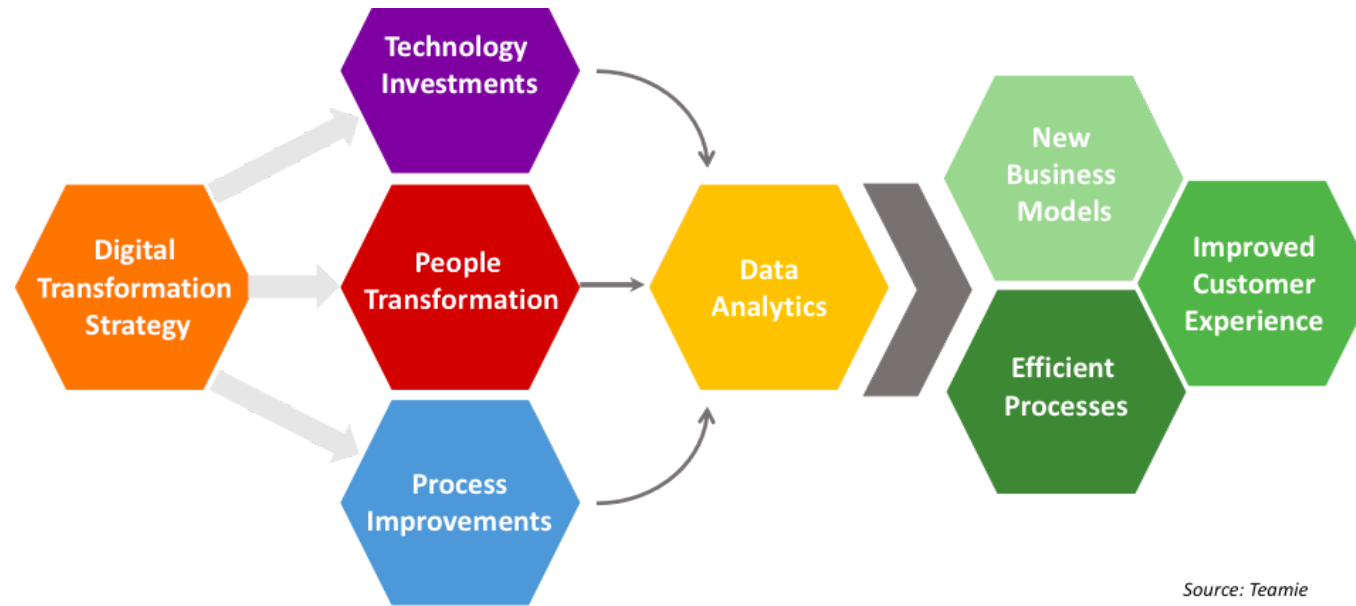 Technology
Investments
Digital
Transformation
Strategy
People
Transformation
Process
Improvements
Data
Analytics
New
Business
Models
Improved
Customer
Experience
Efficient
Processes
Source: Teamie